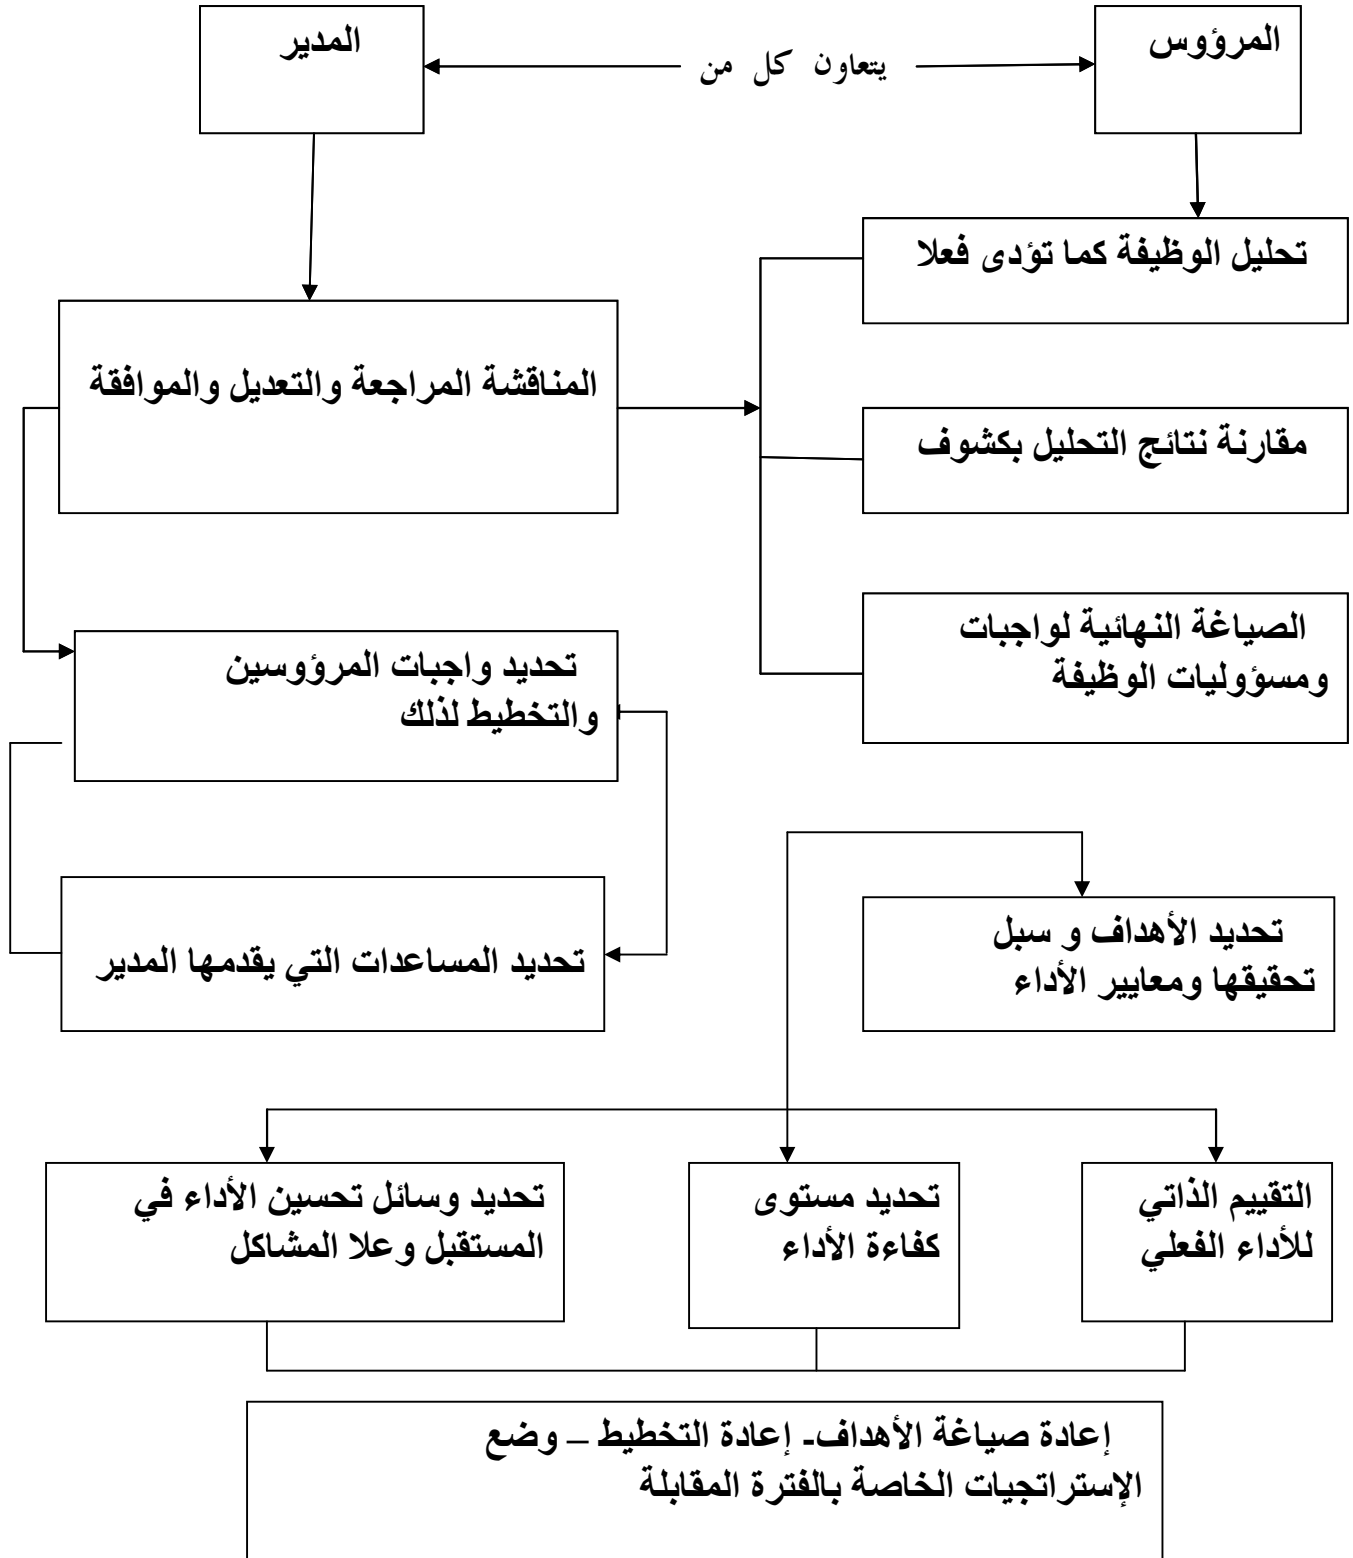 المرؤوس
يتعاون كل من
المدير
تحليل الوظيفة كما تؤدى فعلا
المناقشة المراجعة والتعديل والموافقة
مقارنة نتائج التحليل بكشوف
الصياغة النهائية لواجبات
ومسؤوليات الوظيفة
تحديد واجبات المرؤوسين
والتخطيط لذلك
تحديد الأهداف و سبل
تحقيقها ومعايير الأداء
تحديد المساعدات التي يقدمها المدير
التقييم الذاتي
للأداء الفعلي
تحديد مستوى
كفاءة الأداء
تحديد وسائل تحسين الأداء في
المستقبل وعلا المشاكل
إعادة صياغة الأهداف- إعادة التخطيط – وضع
الإستراتجيات الخاصة بالفترة المقابلة